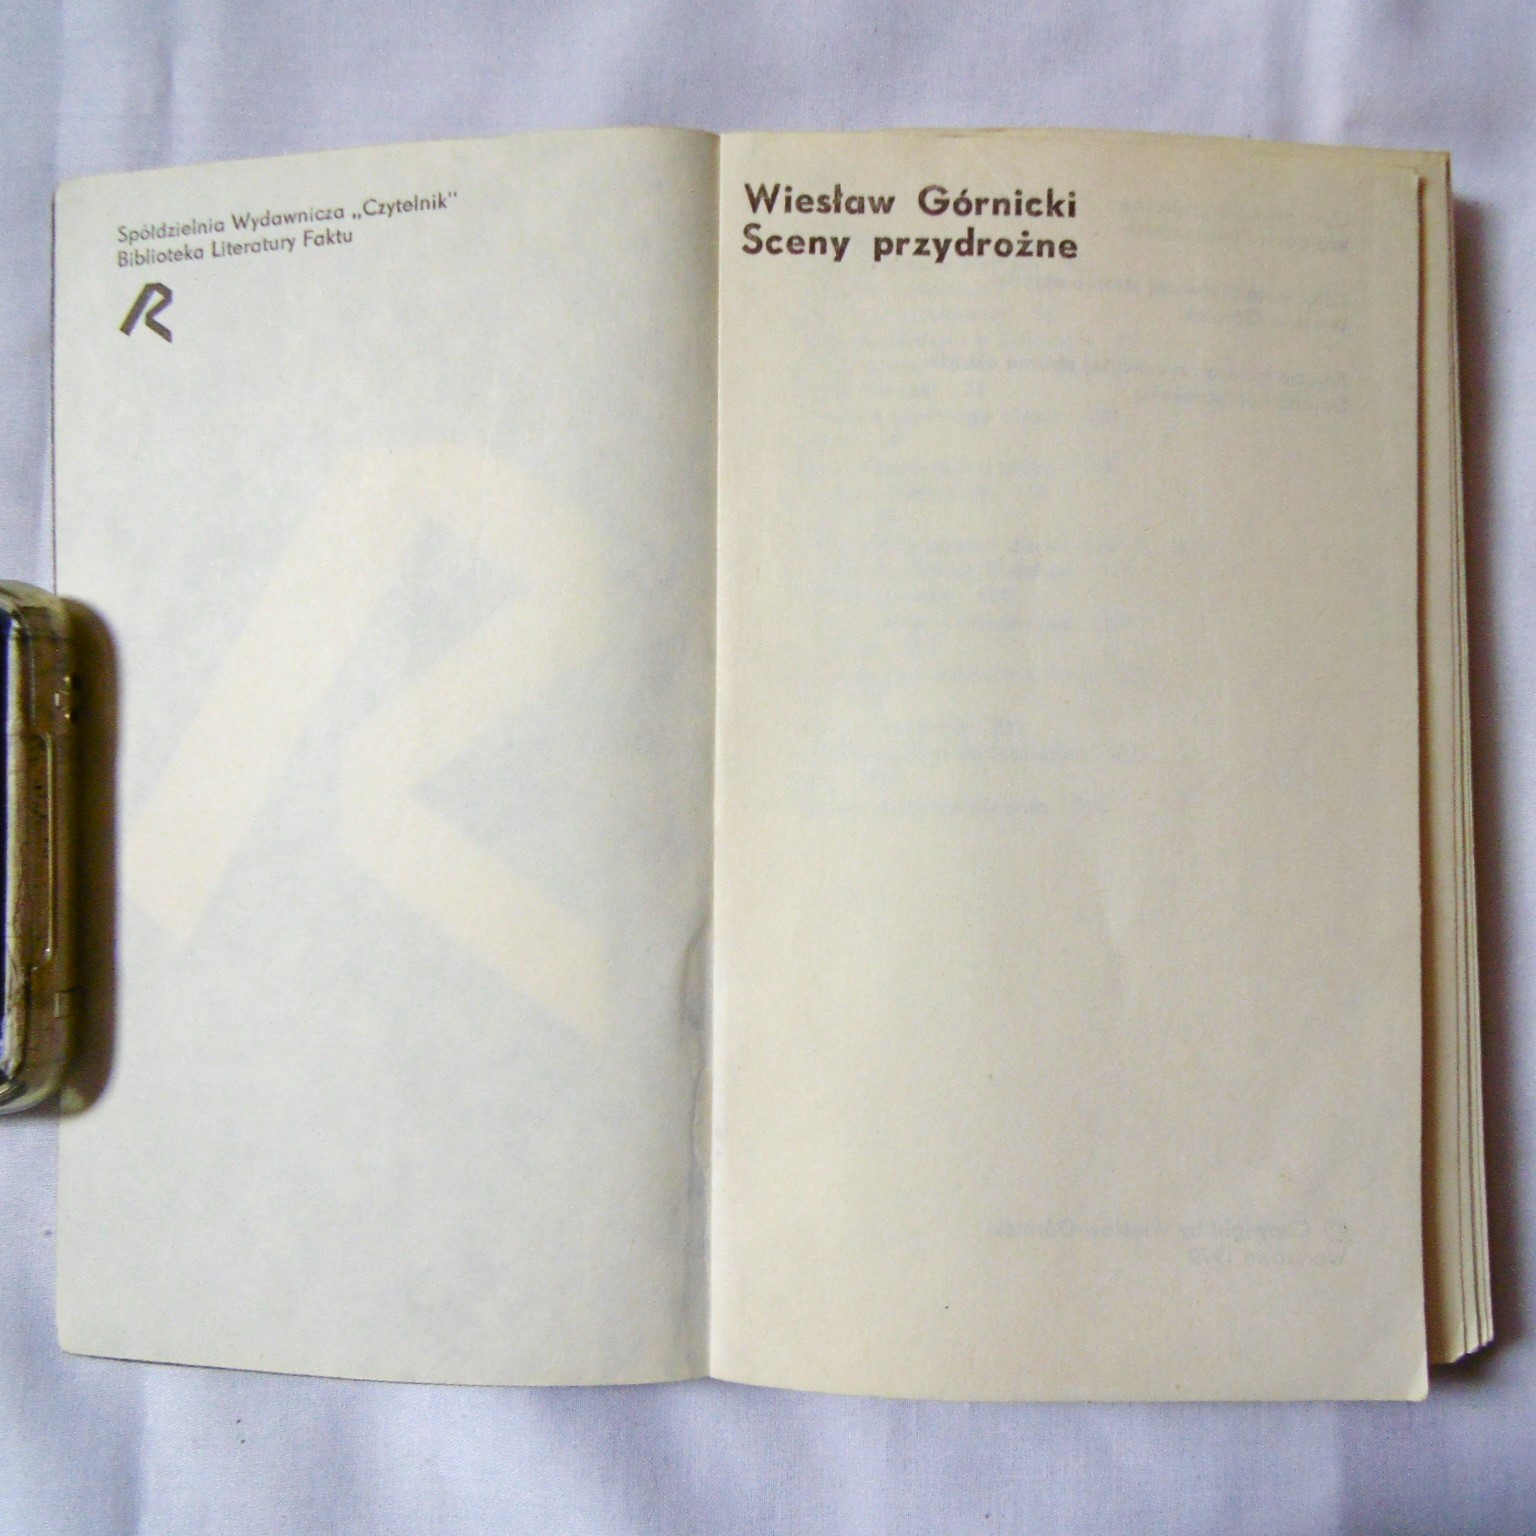 Spółdzielnia Wydawnicza „Czytelnik"
Biblioteka Literatury Faktu
R
Wiesław Górnicki
Sceny przydrożne